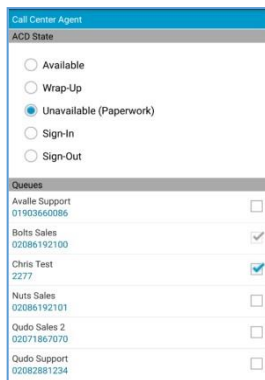 Call Center Agent
ACD State
Available
Wrap-Up
Unavailable (Paperwork)
Sign-In
Sign-Out
Queues
Avalle Support
01903660086
Bolts Sales
02086192100
Chris Test
2277
Nuts Sales
02086192101
Qudo Sales 2
02071867070
Qudo Support
02082881234